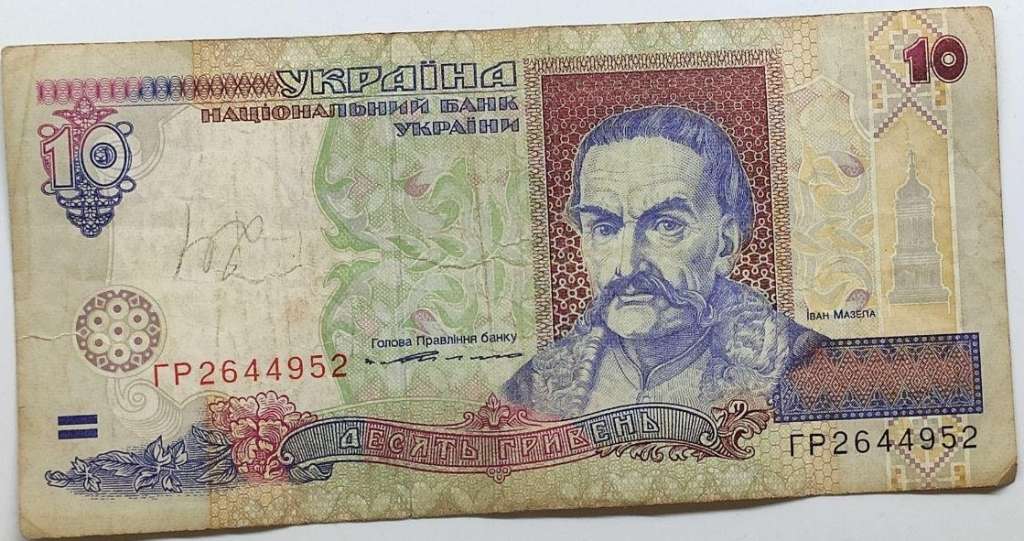 УКРАЇНА
НАЦІОНАЛЬНИЙ БАНК
УКРАЇНИ
10
10
Голова Правління банку
Іван Мазепа
ГР2644952
ДЕСЯТЬ ГРИВЕНЬ
ГР2644952